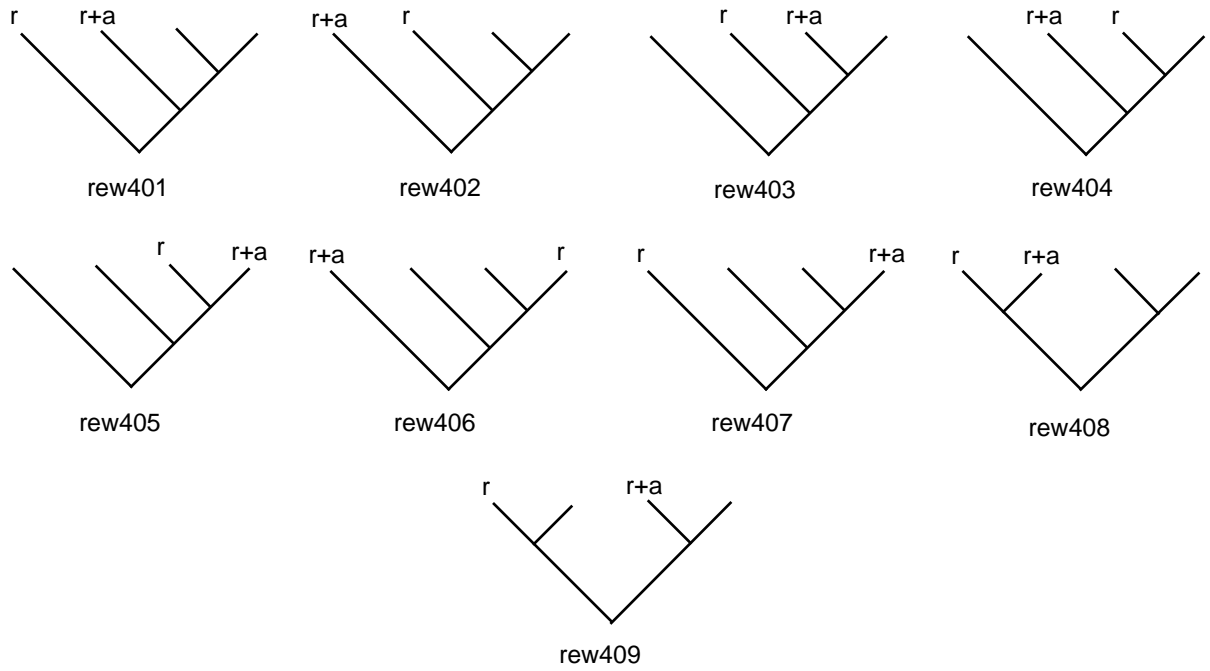 r r+a r+a r r r+a r+a r
rew401 rew402 rew403 rew404
r r+a r+a r r r+a r r+a
rew405 rew406 rew407 rew408
r r+a
rew409